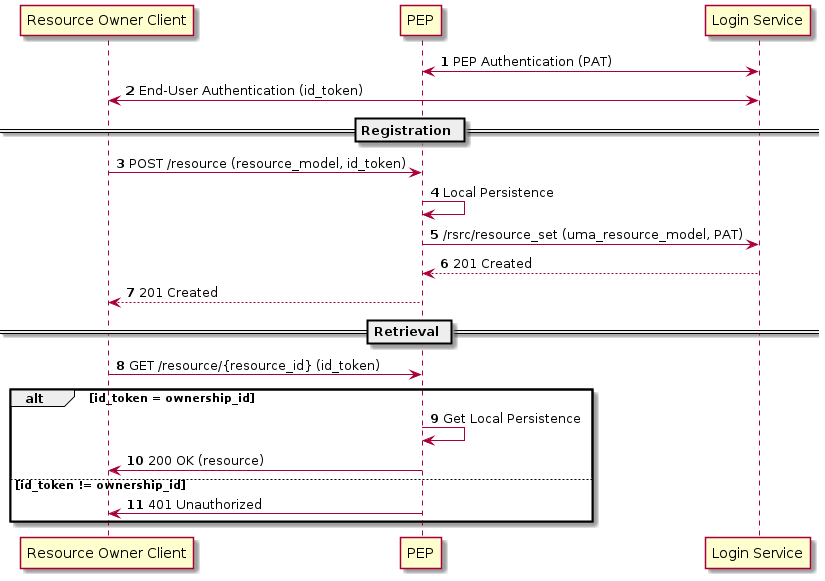 Resource Owner Client PEP Login Service
1 PEP Authentication (PAT)
2 End-User Authentication (id_token)
Registration
3 POST /resource (resource_model, id_token)
4 Local Persistence
5 /rsrc/resource_set (uma_resource_model, PAT)
6 201 Created
7 201 Created
Retrieval
8 GET /resource/{resource_id} (id_token)
alt [id_token = ownership_id]
9 Get Local Persistence
10 200 OK (resource)
[id_token != ownership_id]
11 401 Unauthorized
Resource Owner Client PEP Login Service